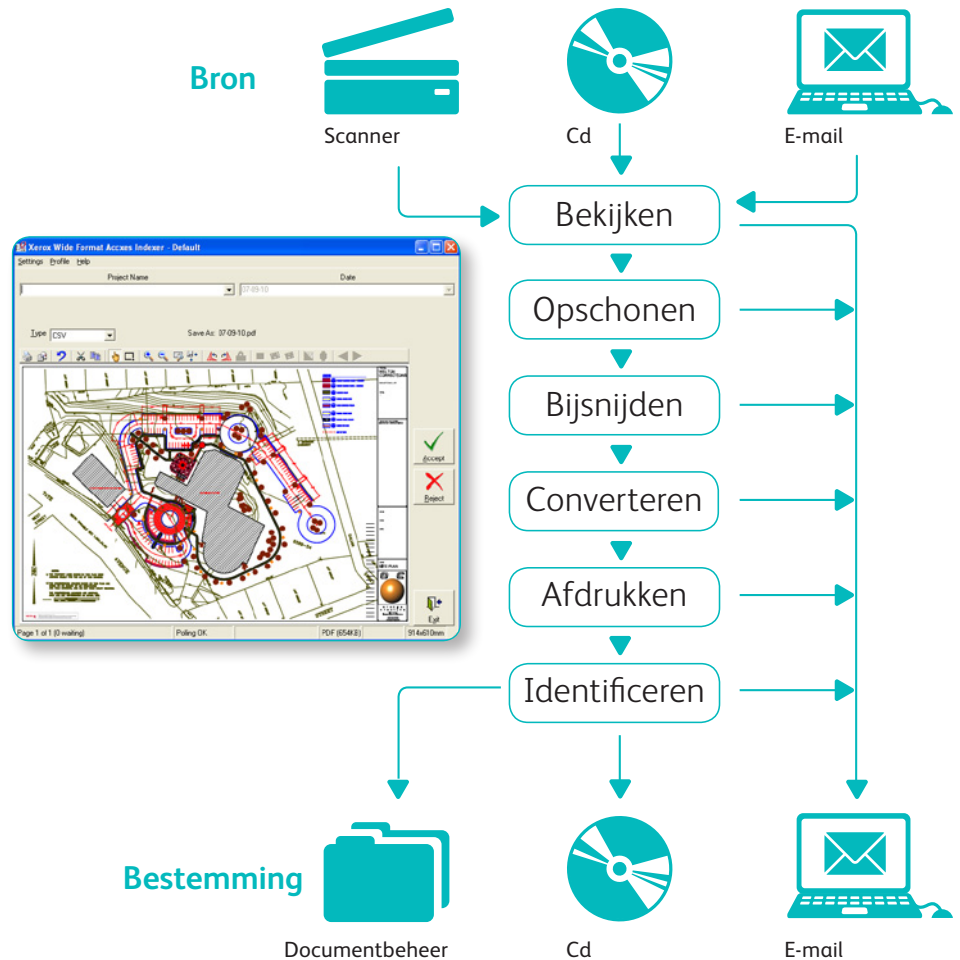 Bron
Scanner
Cd
E-mail
Bekijken
Opschonen
Bijsnijden
Converteren
Afdrukken
Identificeren
Xerox Wide Format Accxes Indexer - Default
Settings Profile Help
Project Name
Date
07-09-10
Type CSV
Save As: 07-09-10.pdf
Accept
Reject
Exit
STREET
Page 1 of 1 (0 waiting)
Poling OK
PDF (654KB)
914x610mm
Bestemming
Documentbeheer
Cd
E-mail